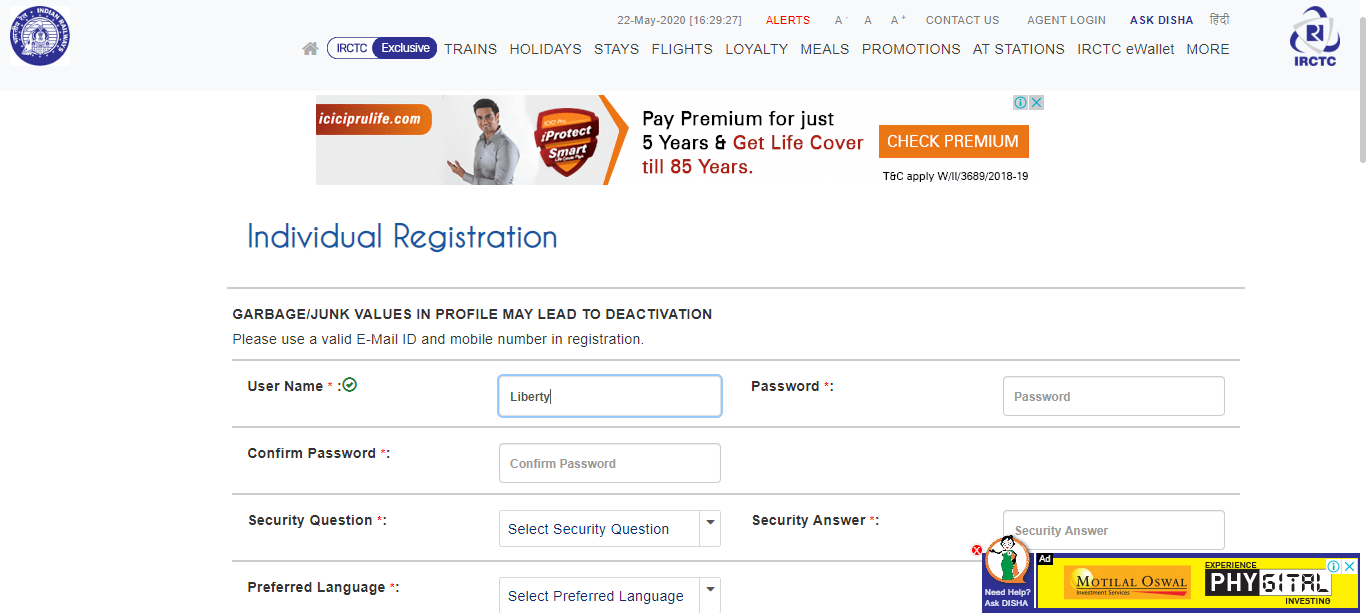 22-May-2020 [16:29:27] ALERTS A - A A + CONTACT US AGENT LOGIN ASK DISHA हिंदी
IRCTC Exclusive TRAINS HOLIDAYS STAYS FLIGHTS LOYALTY MEALS PROMOTIONS AT STATIONS IRCTC eWallet MORE
INDIAN RAILWAYS
भारतीय रेल
IRCTC
iciciprulife.com
iProtect
Smart
Pay Premium for just
5 Years & Get Life Cover
till 85 Years.
CHECK PREMIUM
T&C apply W/II/3689/2018-19
Individual Registration
GARBAGE/JUNK VALUES IN PROFILE MAY LEAD TO DEACTIVATION
Please use a valid E-Mail ID and mobile number in registration.
User Name * : Liberty Password *: Password
Confirm Password *: Confirm Password
Security Question *: Select Security Question Security Answer *: Security Answer
Preferred Language *: Select Preferred Language
Need Help?
Ask DISHA
Ad
MOTILAL OSWAL
Investment Services
EXPERIENCE
PHYGITAL
INVESTING